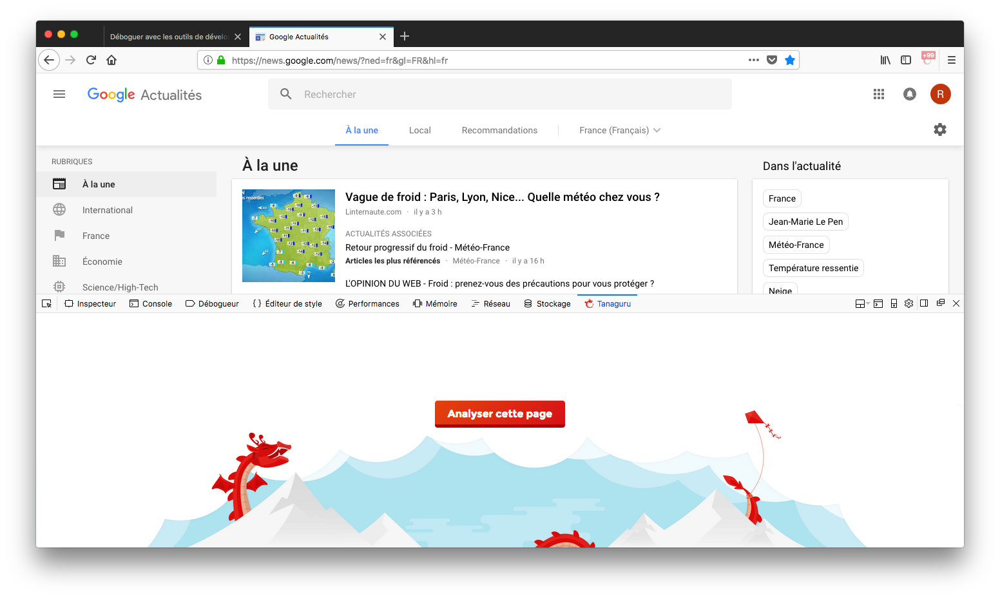 Déboguer avec les outils de dévelo
Google Actualités
https://news.google.com/news/?ned=fr&gl=FR&hl=fr
+99
Google Actualités
Rechercher
R
À la une
Local
Recommandations
France (Français)
RUBRIQUES
À la une
International
France
Économie
Science/High-Tech
À la une
Vague de froid : Paris, Lyon, Nice... Quelle météo chez vous ?
Linternaute.com · il y a 3 h
ACTUALITÉS ASSOCIÉES
Retour progressif du froid - Météo-France
Articles les plus référencés · Météo-France · il y a 16 h
L'OPINION DU WEB - Froid : prenez-vous des précautions pour vous protéger ?
Dans l'actualité
France
Jean-Marie Le Pen
Météo-France
Température ressentie
Neige
Inspecteur
Console
Débogueur
Éditeur de style
Performances
Mémoire
Réseau
Stockage
Tanaguru
Analyser cette page